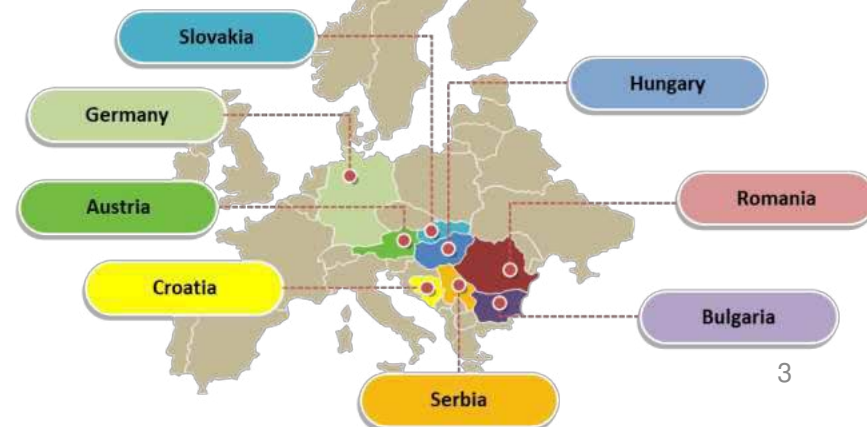 Slovakia
Hungary
Germany
Romania
Austria
Croatia
Bulgaria
3
Serbia